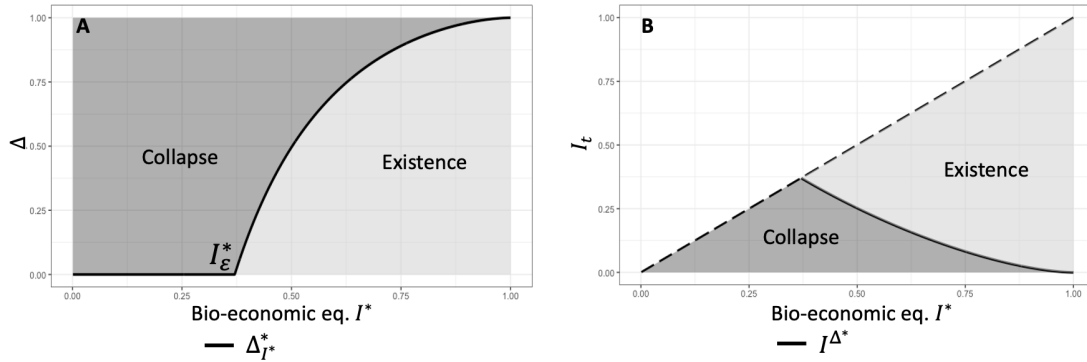 A
1.00
0.75
0.50
0.25
0.00
Δ
Collapse
Existence
I*ε
0.00 0.25 0.50 0.75 1.00
Bio-economic eq. I*
Δ*I*
B
1.00
0.75
0.50
0.25
0.00
It
Existence
Collapse
0.00 0.25 0.50 0.75 1.00
Bio-economic eq. I*
IΔ*